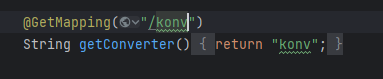 @GetMapping("/konv")
String getConverter() { return "konv"; }